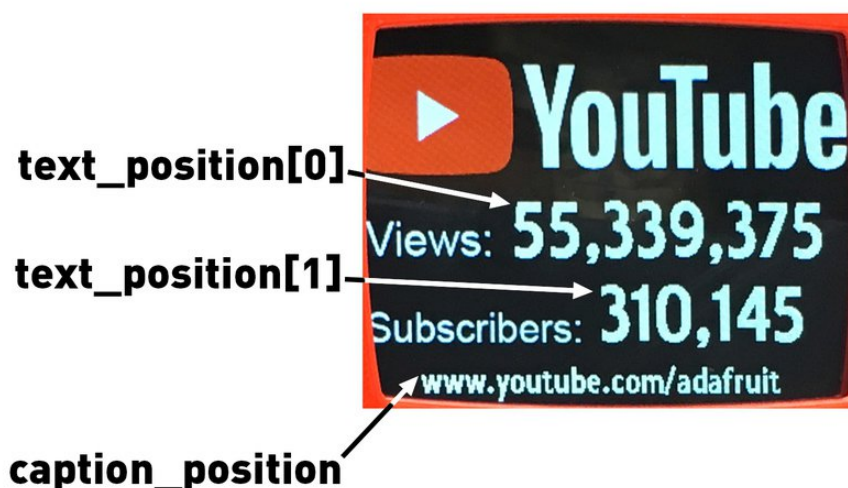 YouTube
text_position[0]
Views: 55,339,375
text_position[1]
Subscribers: 310,145
www.youtube.com/adafruit
caption_position